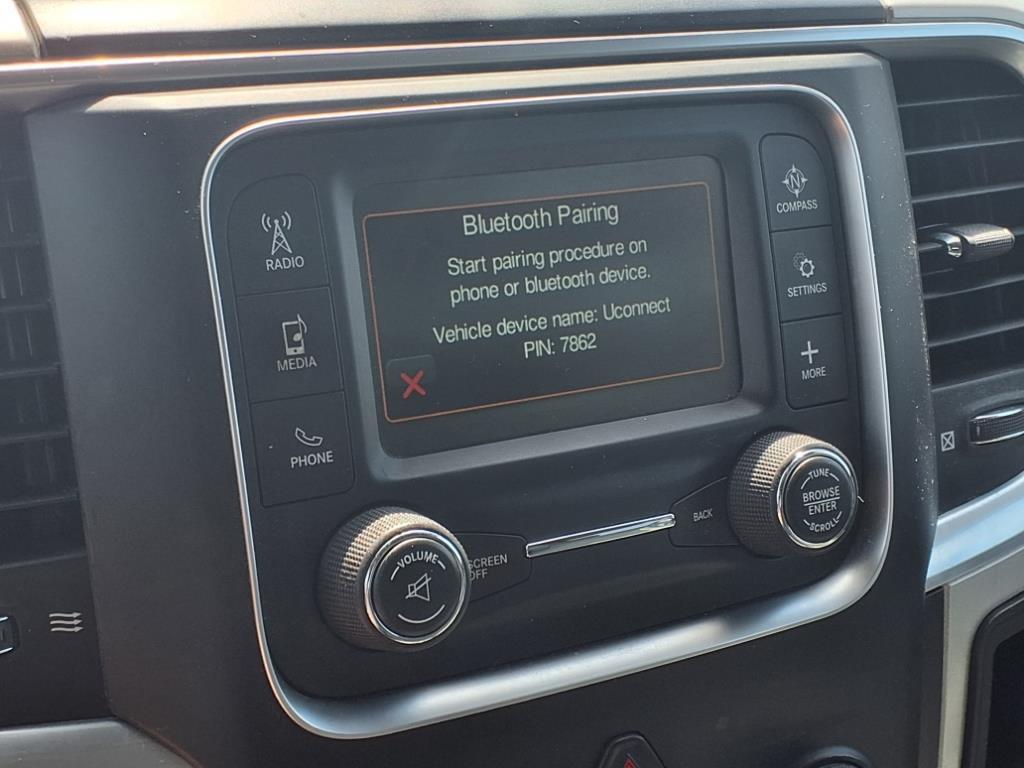 Bluetooth Pairing
Start pairing procedure on
phone or bluetooth device.
Vehicle device name: Uconnect
PIN: 7862
RADIO
MEDIA
PHONE
N
COMPASS
SETTINGS
MORE
VOLUME
SCREEN
OFF
BACK
TUNE
BROWSE
ENTER
SCROLL